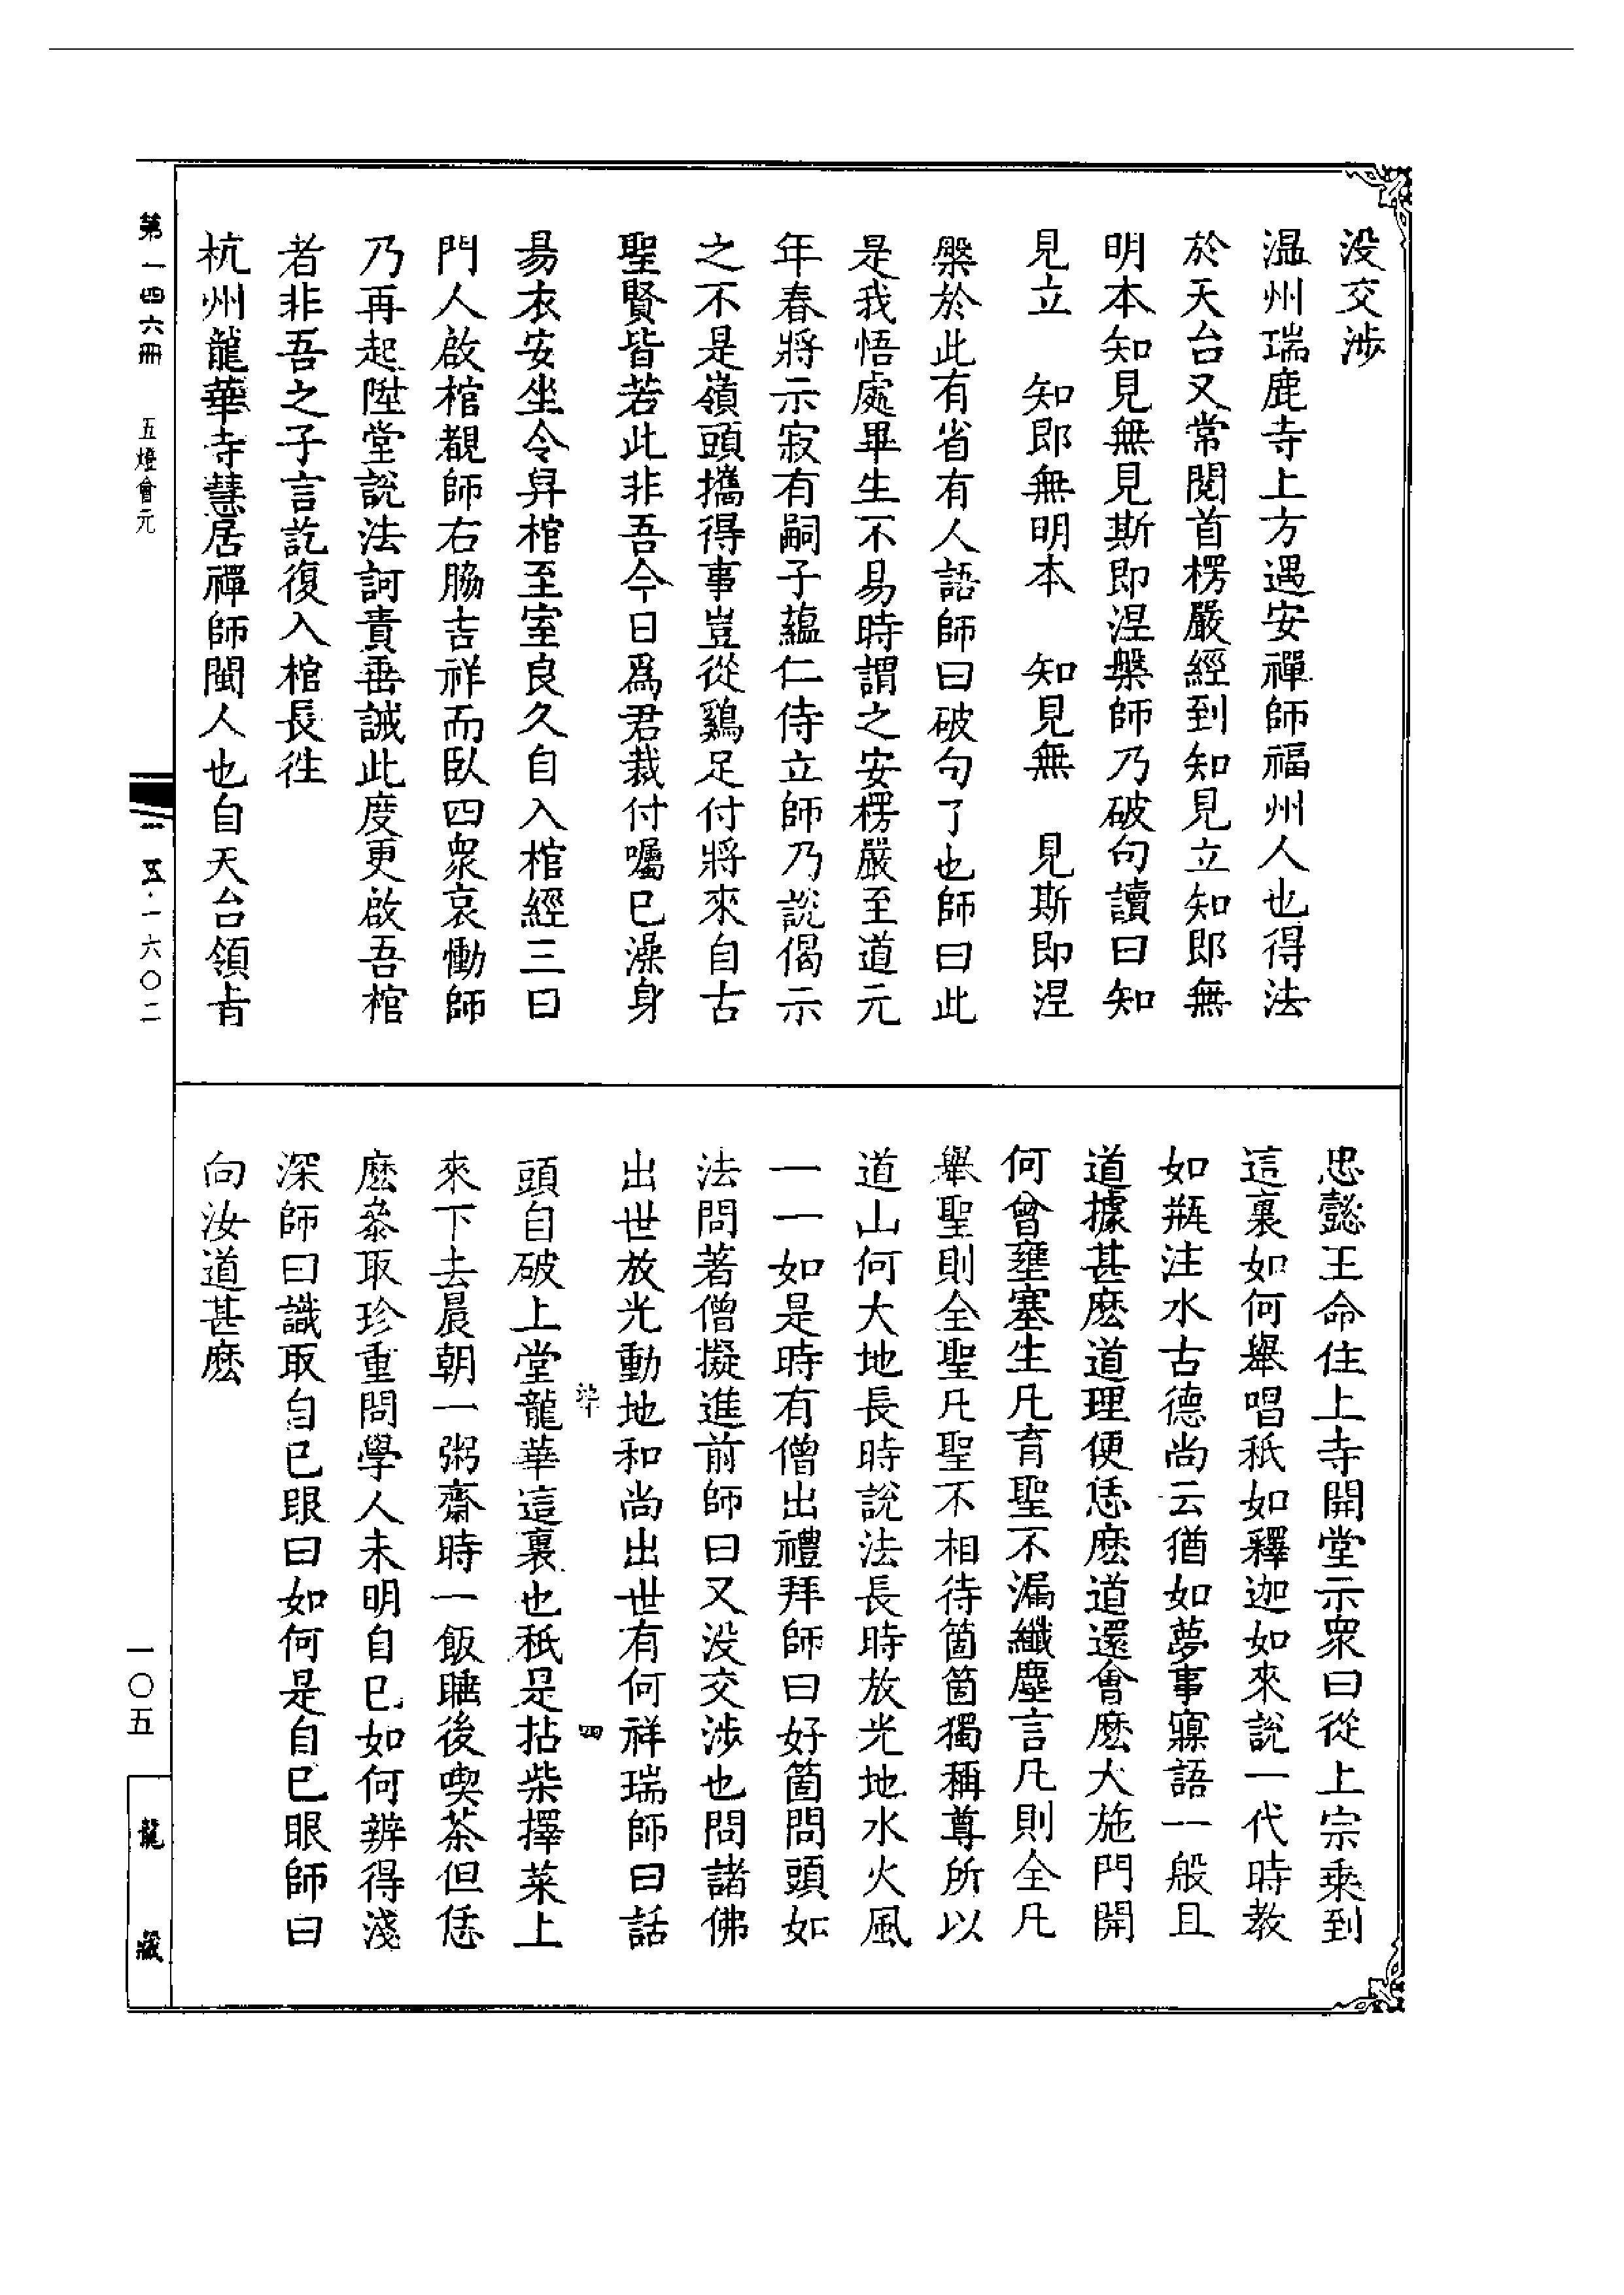 没交涉
温州瑞鹿寺上方遇安禪師福州人也得法
於天台又常閱首楞嚴經到知見立知即無
明本知見無見斯即涅槃師乃破句讀曰知
見立　知即無明本　知見無　見斯即涅
槃於此有省有人語師曰破句了也師曰此
是我悟處畢生不易時謂之安楞嚴至道元
年春將示寂有嗣子蘊仁侍立師乃說偈示
之不是嶺頭攜得事豈從鷄足付將來自古
聖賢皆若此非吾今日爲君裁付囑巳澡身
易衣安坐令舁棺至室良久自入棺經三日
門人啟棺覩師右脇吉祥而臥四衆哀慟師
乃再起陞堂說法訶責垂誡此度更啟吾棺
者非吾之子言訖復入棺長徃
杭州龍華寺慧居禪師閩人也自天台領旨
忠懿王命住上寺開堂示眾曰從上宗乘到
這裏如何舉唱秖如釋迦如來說一代時教
如瓶注水古德尚云猶如夢事寱語一般且
道據甚麽道理便恁麽道還會麽大施門開
何曾壅塞生凡育聖不漏纖塵言凡則全凡
舉聖則全聖凡聖不相待箇箇獨稱尊所以
道山何大地長時說法長時放光地水火風
一一如是時有僧出禮拜師曰好箇問頭如
法問著僧擬進前師曰又没交涉也問諸佛
出世放光動地和尚出世有何祥瑞師曰話
頭自破上堂龍華這裏也秖是拈柴擇菜上
來下去晨朝一粥齋時一飯睡後喫茶但恁
麽叅取珍重問學人未明自巳如何辨得淺
深師曰識取自巳眼曰如何是自巳眼師曰
向汝道甚麽
四
第一四六冊　五燈會元
五·一六〇二
一〇五
龍藏